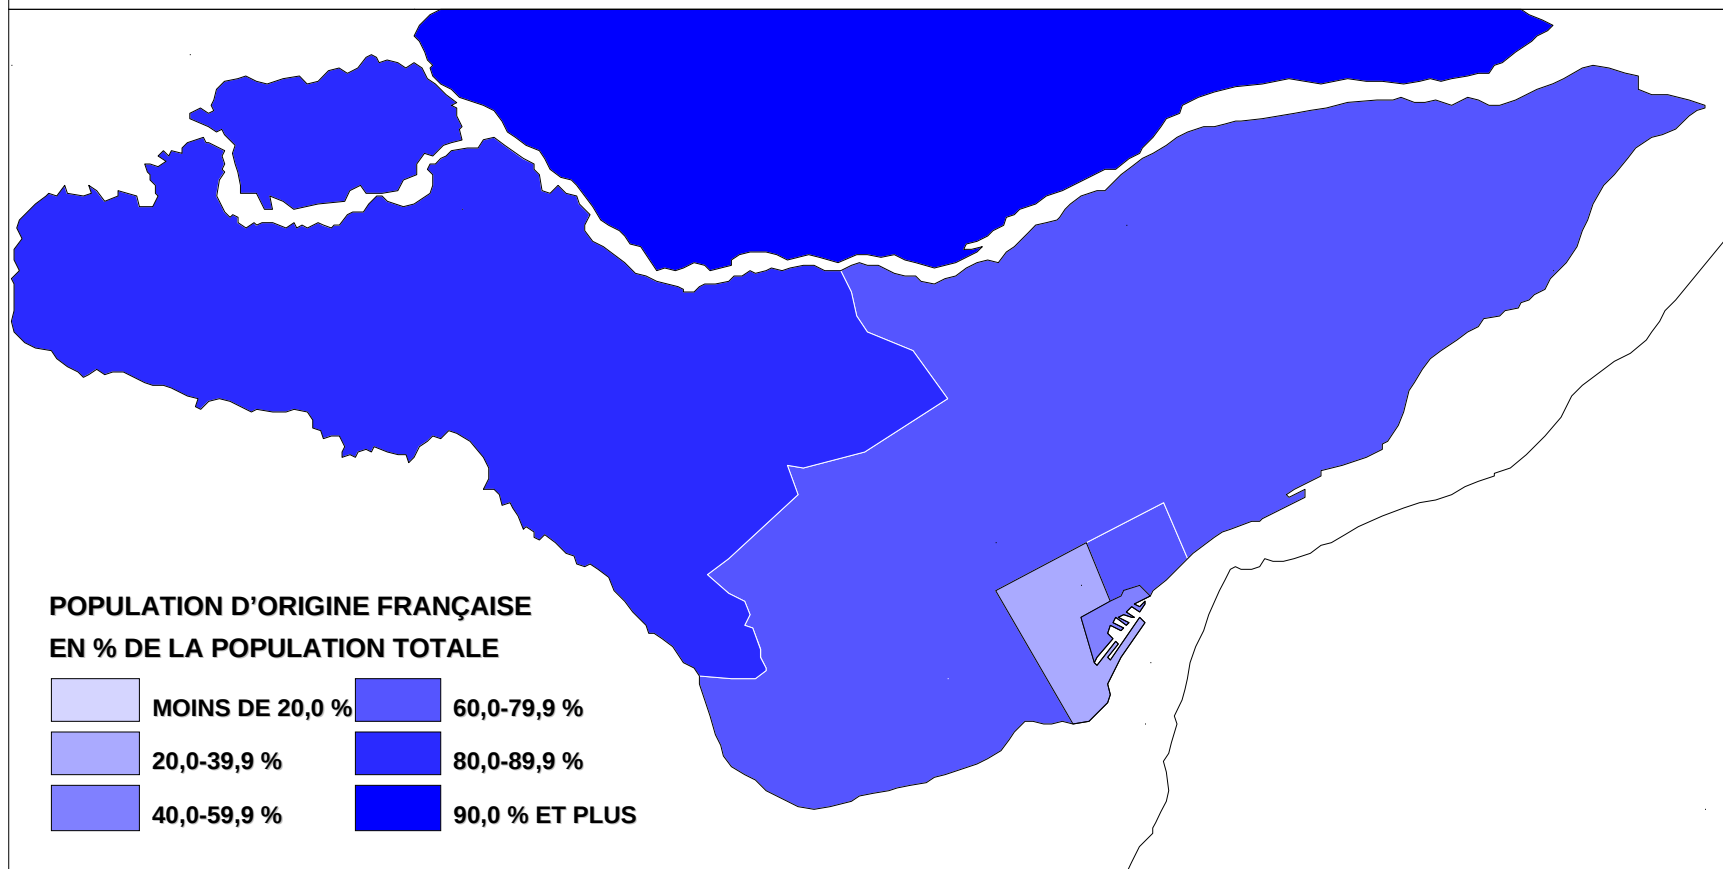 POPULATION D’ORIGINE FRANÇAISE
EN % DE LA POPULATION TOTALE
MOINS DE 20,0 %
20,0-39,9 %
40,0-59,9 %
60,0-79,9 %
80,0-89,9 %
90,0 % ET PLUS